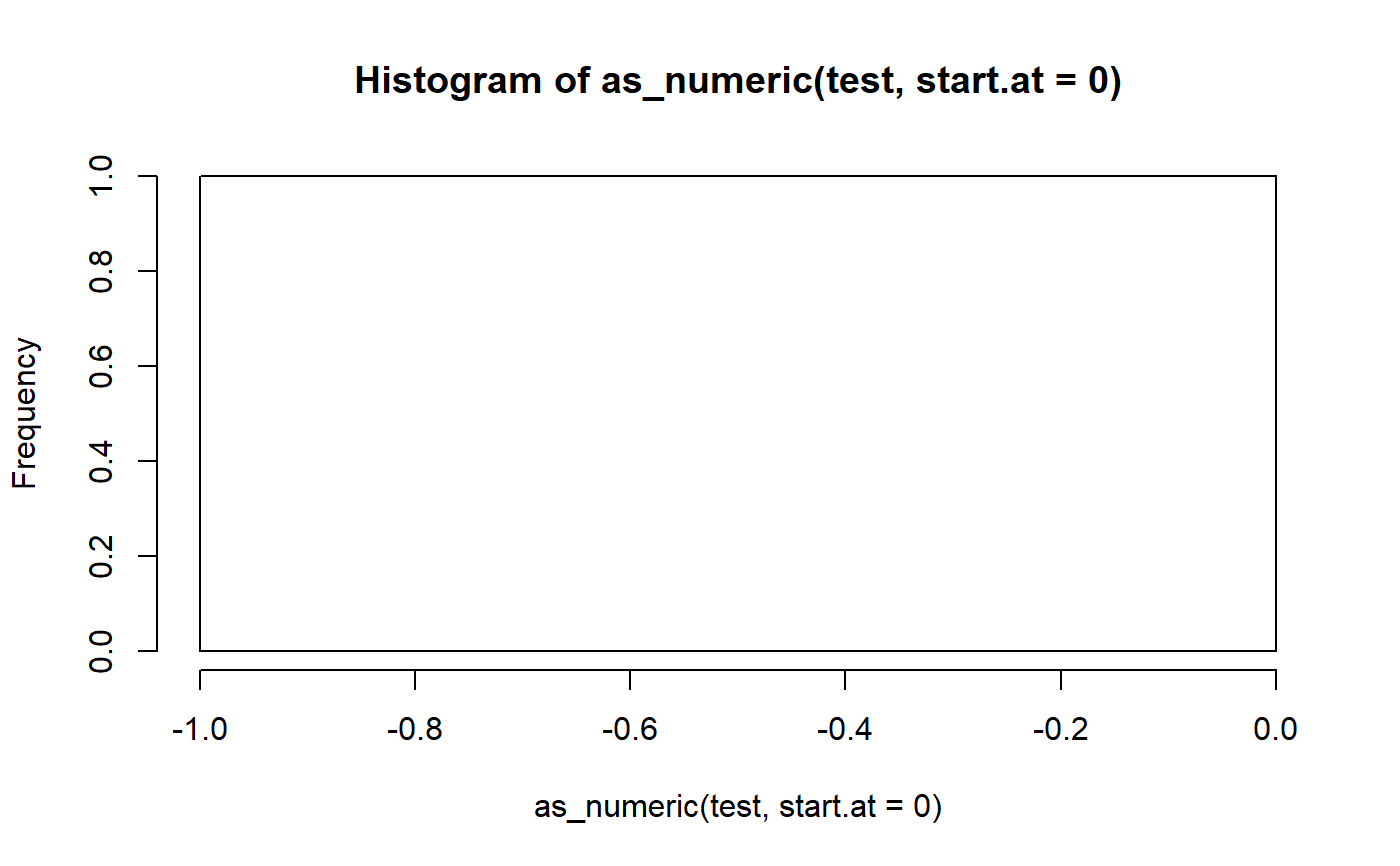 Histogram of as_numeric(test, start.at = 0)
Frequency
1.0
0.8
0.6
0.4
0.2
0.0
-1.0 -0.8 -0.6 -0.4 -0.2 0.0
as_numeric(test, start.at = 0)